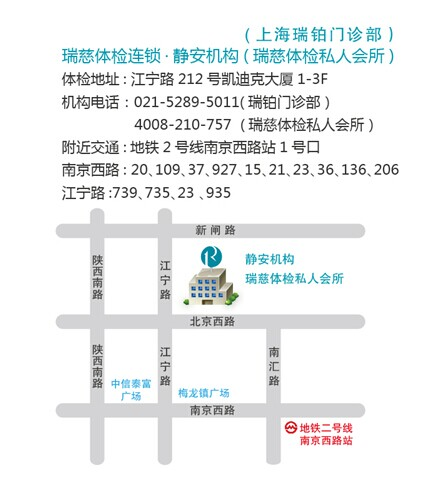 (上海瑞铂门诊部)
瑞慈体检连锁·静安机构(瑞慈体检私人会所)
体检地址:江宁路212号凯迪克大厦1-3F
机构电话:021-5289-5011(瑞铂门诊部)
4008-210-757 (瑞慈体检私人会所)
附近交通:地铁2号线南京西路站1号口
南京西路:20、109、37、927、15、21、23、36、136、206
江宁路:739、735、23 、935
新闸路
陕西南路
江宁路
静安机构
瑞慈体检私人会所
北京西路
陕西南路
江宁路
南汇路
中信泰富
广场
梅龙镇广场
南京西路
地铁二号线
南京西路站